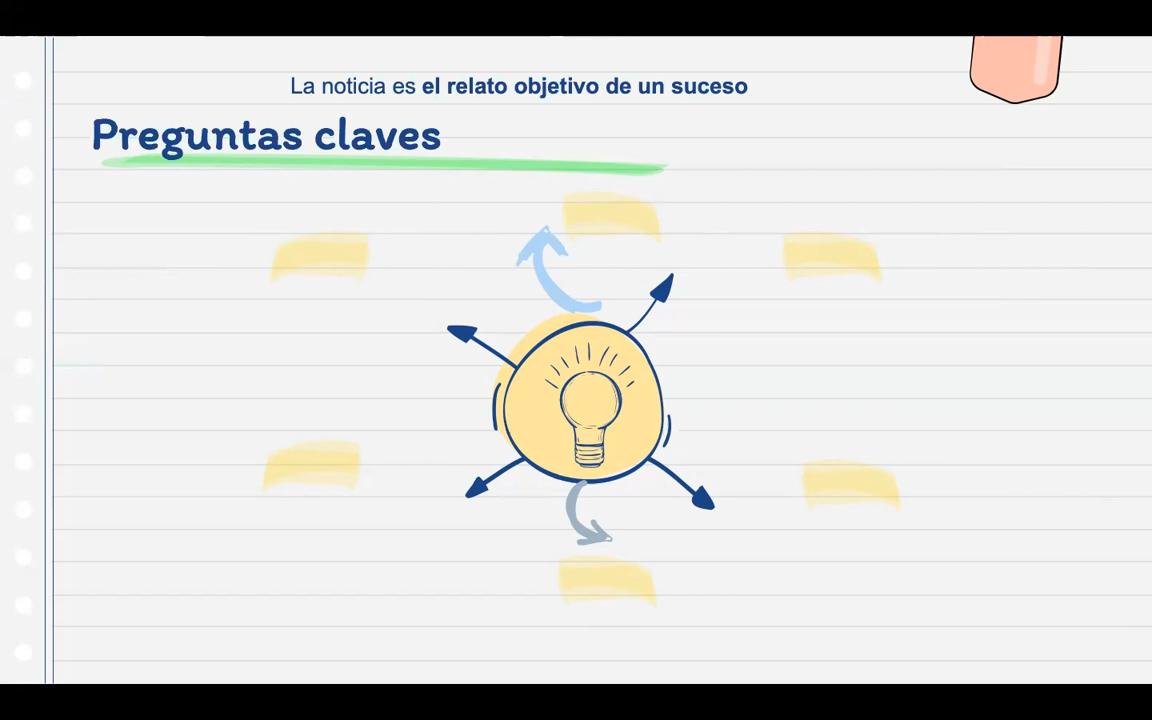 La noticia es el relato objetivo de un suceso
Preguntas claves